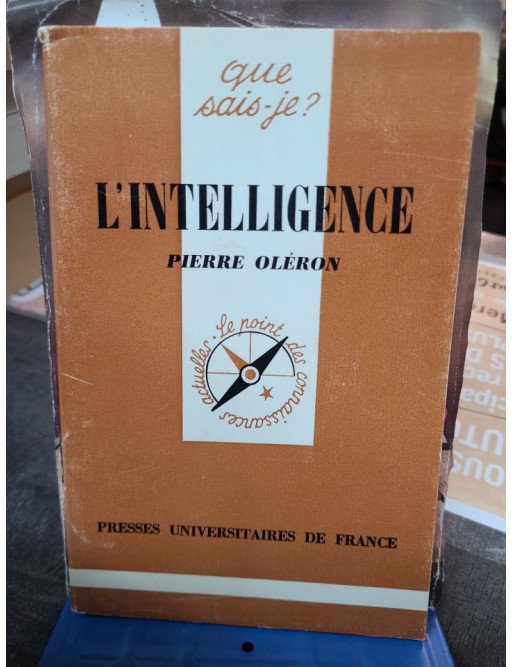 que
sais-je?
L'INTELLIGENCE
PIERRE OLÉRON
Le point des connaissances actuelles.
PRESSES UNIVERSITAIRES DE FRANCE